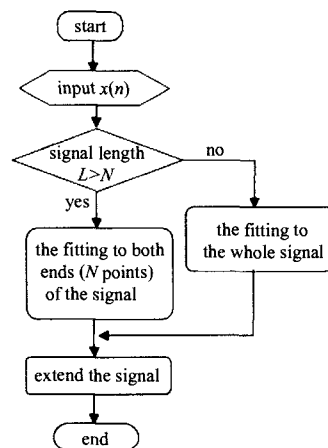 start
input x(n)
signal length
L>N
no
yes
the fitting to both
ends (N points)
of the signal
the fitting to
the whole signal
extend the signal
end